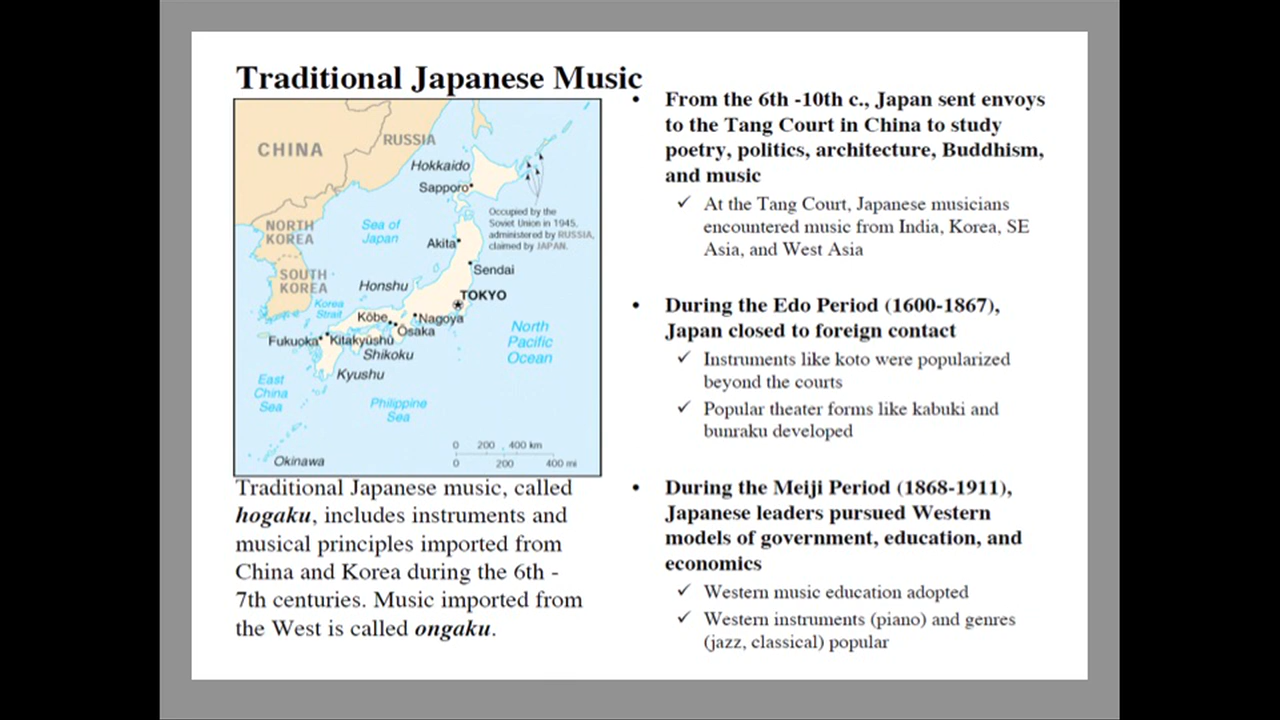 Traditional Japanese Music
CHINA
RUSSIA
Hokkaido
Sapporo
NORTH
KOREA
Sea of
Japan
Occupied by the
Soviet Union in 1945,
administered by RUSSIA,
claimed by JAPAN.
Akita
Sendai
SOUTH
KOREA
Honshu
TOKYO
Korea
Strait
Kōbe
Nagoya
Ōsaka
Fukuoka
Kitakyūshū
Shikoku
North
Pacific
Ocean
Kyushu
East
China
Sea
Philippine
Sea
0 200 400 km
0 200 400 mi
Okinawa
Traditional Japanese music, called
hogaku, includes instruments and
musical principles imported from
China and Korea during the 6th -
7th centuries. Music imported from
the West is called ongaku.
• From the 6th -10th c., Japan sent envoys
to the Tang Court in China to study
poetry, politics, architecture, Buddhism,
and music
✓ At the Tang Court, Japanese musicians
encountered music from India, Korea, SE
Asia, and West Asia
• During the Edo Period (1600-1867),
Japan closed to foreign contact
✓ Instruments like koto were popularized
beyond the courts
✓ Popular theater forms like kabuki and
bunraku developed
• During the Meiji Period (1868-1911),
Japanese leaders pursued Western
models of government, education, and
economics
✓ Western music education adopted
✓ Western instruments (piano) and genres
(jazz, classical) popular